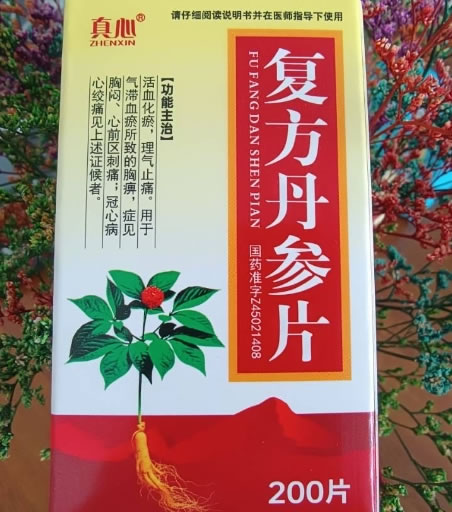 真心®
ZHENXIN
请仔细阅读说明书并在医师指导下使用
复方丹参片
FU FANG DAN SHEN PIAN
国药准字Z45021408
【功能主治】
活血化瘀，理气止痛。用于
气滞血瘀所致的胸痹，症见
胸闷、心前区刺痛；冠心病
心绞痛见上述证候者。
200片